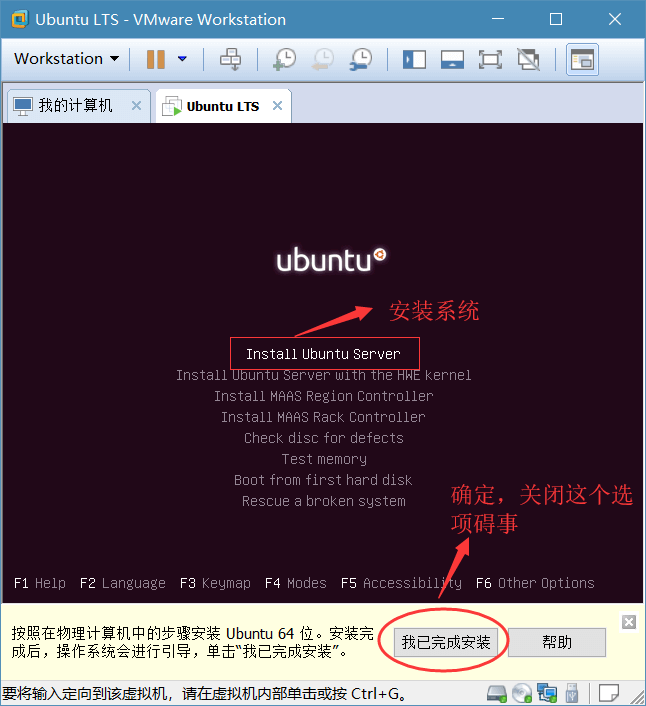 Ubuntu LTS - VMware Workstation
Workstation
我的计算机
Ubuntu LTS
ubuntu
安装系统
Install Ubuntu Server
Install Ubuntu Server with the HWE kernel
Install MAAS Region Controller
Install MAAS Rack Controller
Check disc for defects
Test memory
Boot from first hard disk
Rescue a broken system
确定，关闭这个选
项碍事
F1 Help F2 Language F3 Keymap F4 Modes F5 Accessibility F6 Other Options
按照在物理计算机中的步骤安装 Ubuntu 64 位。安装完
成后，操作系统会进行引导，单击“我已完成安装”。
我已完成安装
帮助
要将输入定向到该虚拟机，请在虚拟机内部单击或按 Ctrl+G。